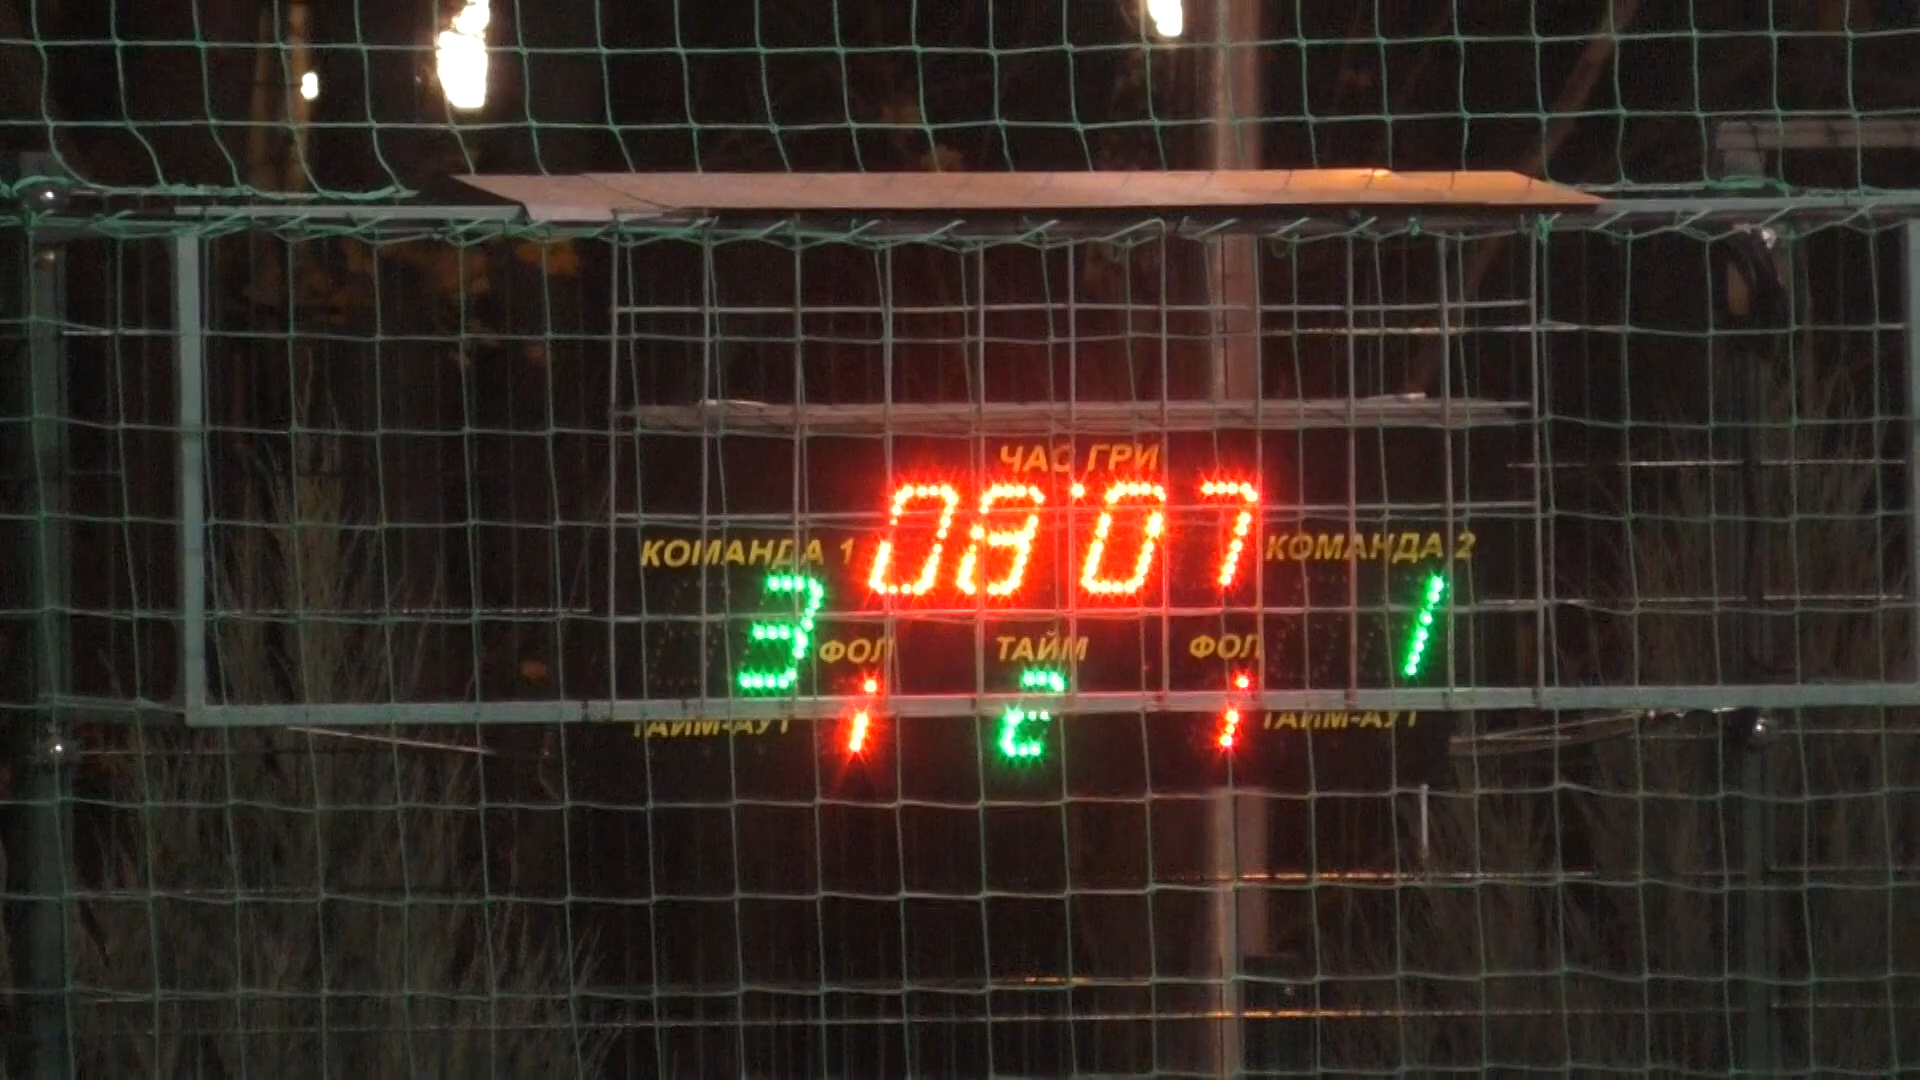 ЧАС ГРИ
08:07
КОМАНДА 1
КОМАНДА 2
3
1
ФОЛ
ТАЙМ
ФОЛ
1
2
1
ТАЙМ-АУТ
ТАЙМ-АУТ